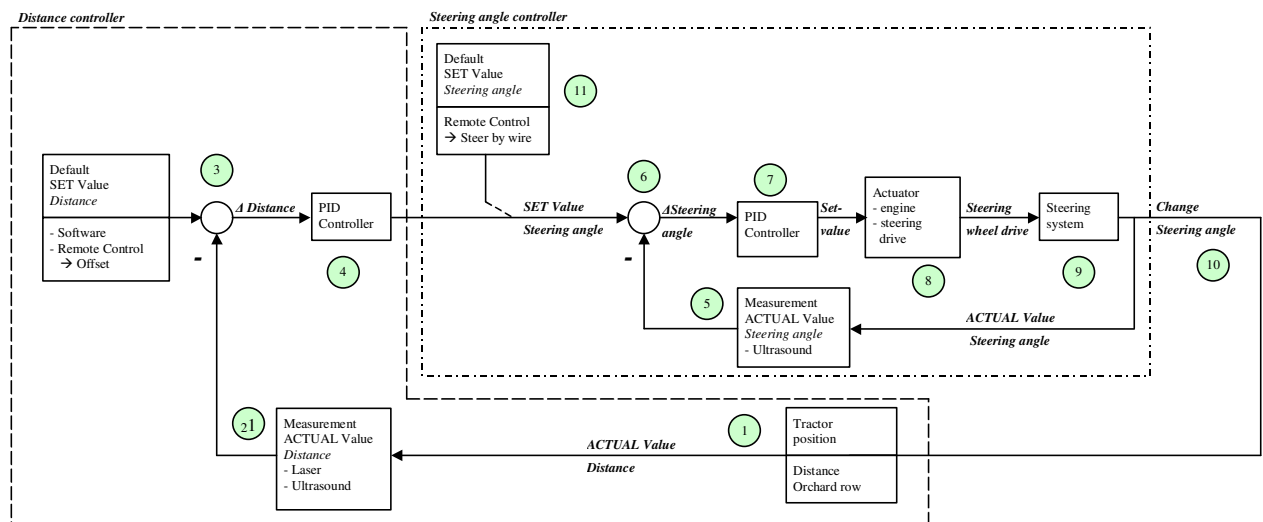 Distance controller
Steering angle controller
Default
SET Value
Steering angle
Remote Control
→ Steer by wire
11
Default
SET Value
Distance
- Software
- Remote Control
→ Offset
3
Δ Distance
-
PID
Controller
4
SET Value
Steering angle
6
ΔSteering
angle
-
7
PID
Controller
Set-
value
Actuator
- engine
- steering
drive
8
Steering
wheel drive
Steering
system
9
Change
Steering angle
10
5
Measurement
ACTUAL Value
Steering angle
- Ultrasound
ACTUAL Value
Steering angle
21
Measurement
ACTUAL Value
Distance
- Laser
- Ultrasound
ACTUAL Value
Distance
1
Tractor
position
Distance
Orchard row